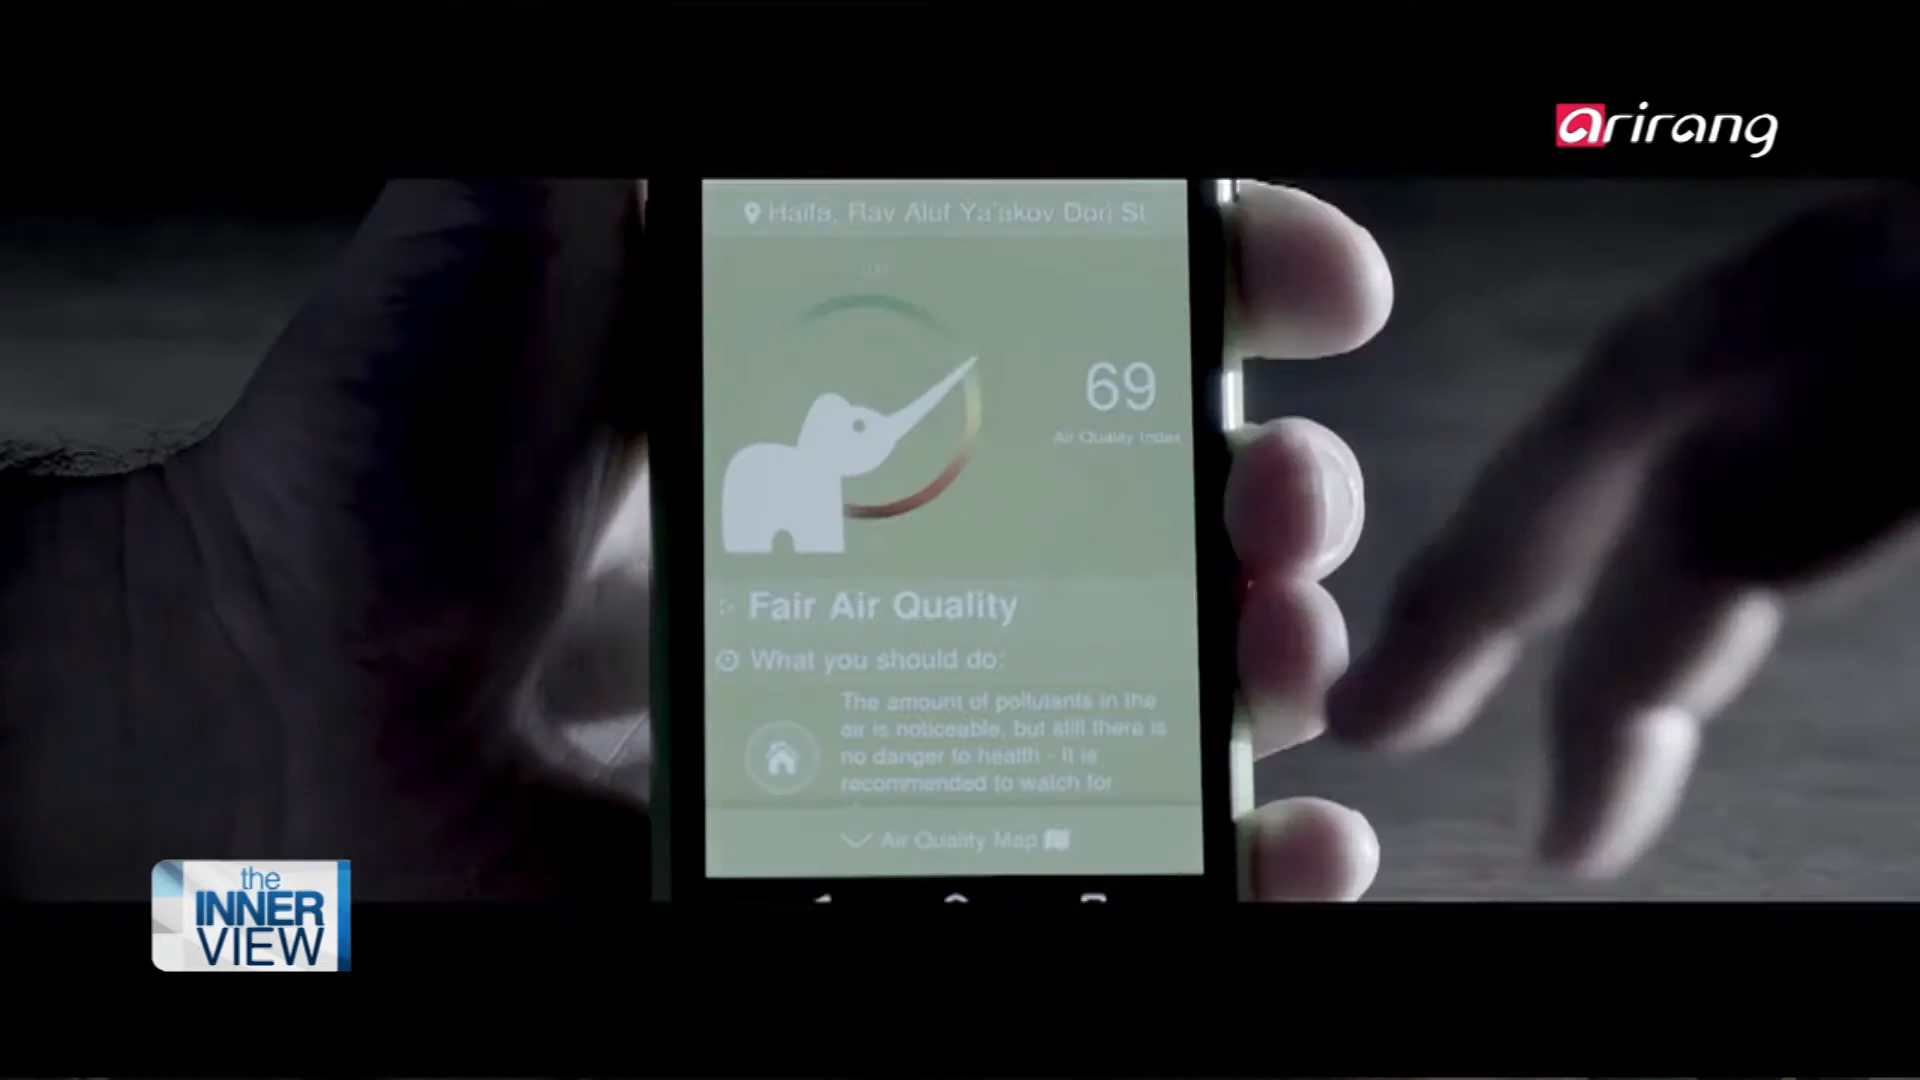 arirang
Haifa, Rav Aluf Ya'akov Dori St
100
69
Air Quality Index
Fair Air Quality
What you should do:
The amount of pollutants in the
air is noticeable, but still there is
no danger to health - It is
recommended to watch for
Air Quality Map
the
INNER
VIEW